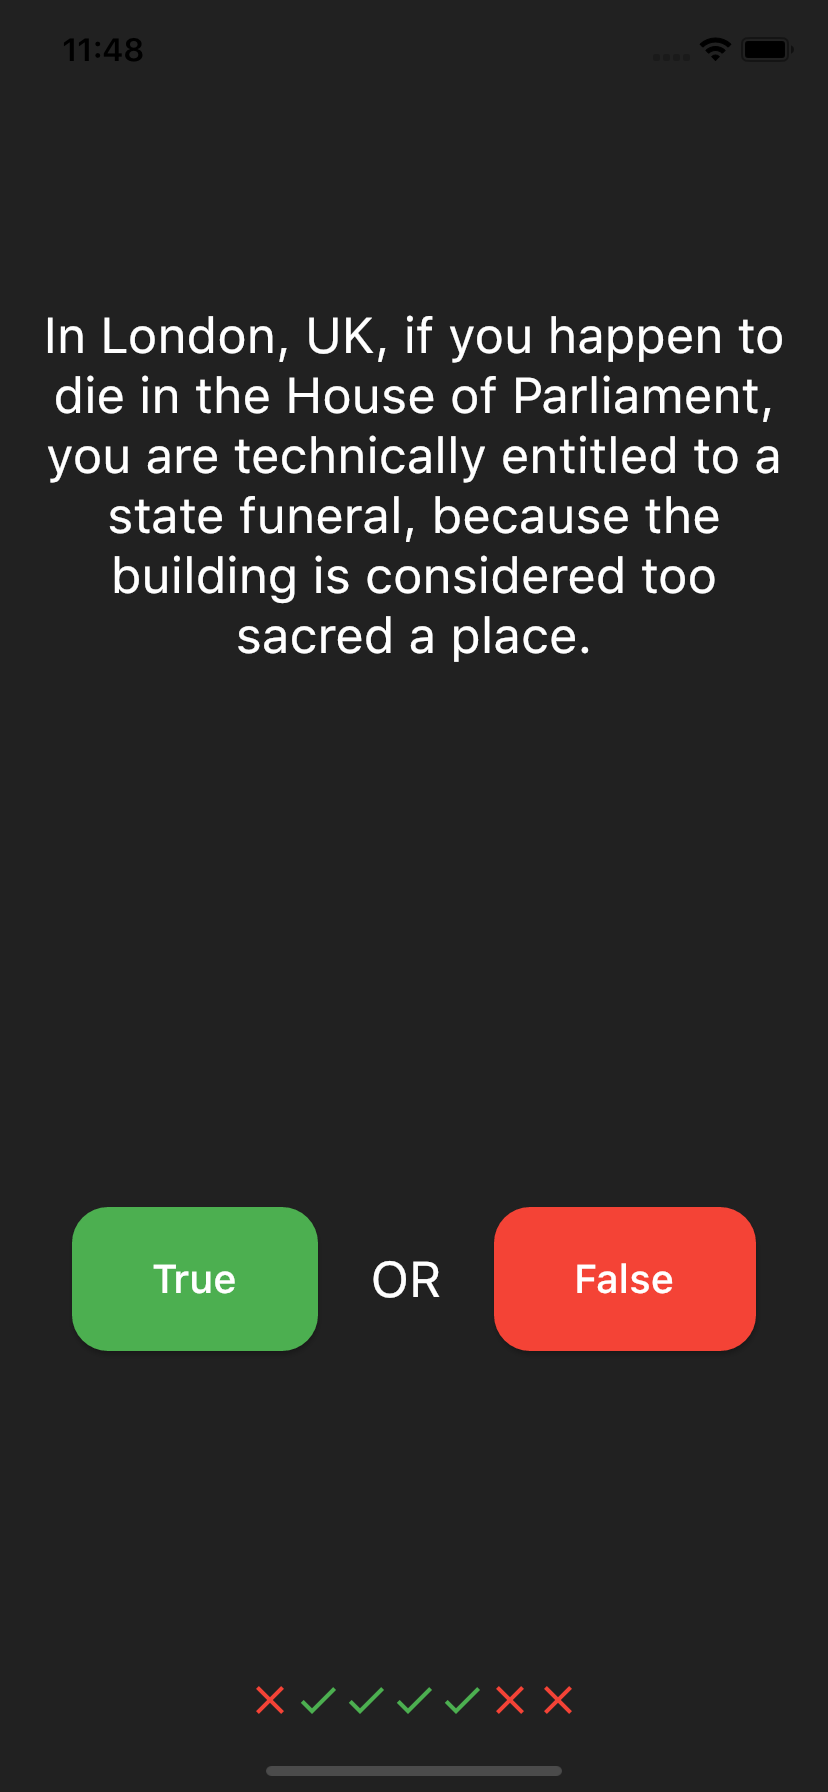 11:48
In London, UK, if you happen to
die in the House of Parliament,
you are technically entitled to a
state funeral, because the
building is considered too
sacred a place.
True OR False